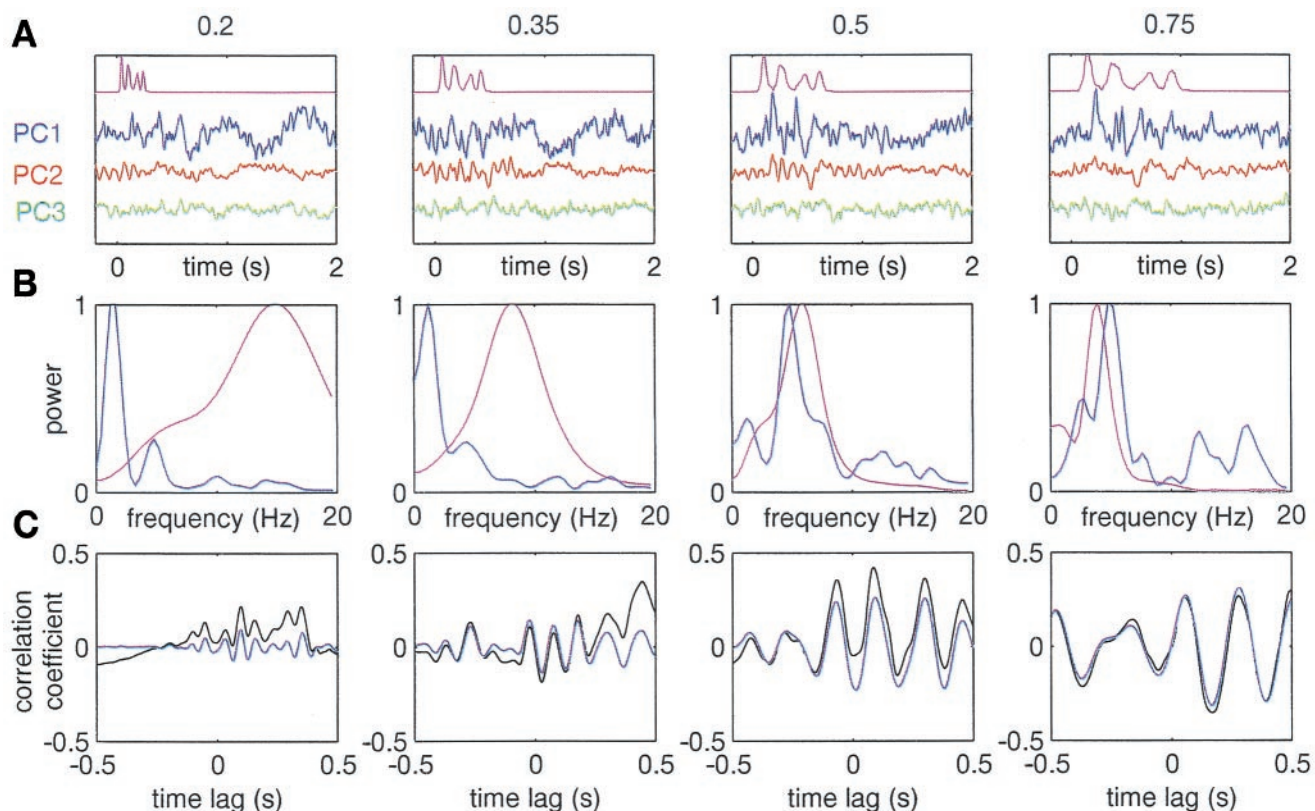 A
0.2 0.35 0.5 0.75
PC1
PC2
PC3
0 time (s) 2 0 time (s) 2 0 time (s) 2 0 time (s) 2
B
power
1 1 1 1
0 0 0 0
0 frequency (Hz) 20 0 frequency (Hz) 20 0 frequency (Hz) 20 0 frequency (Hz) 20
C
correlation
coefficient
0.5 0.5 0.5 0.5
0 0 0 0
-0.5 -0.5 -0.5 -0.5
-0.5 0 0.5 -0.5 0 0.5 -0.5 0 0.5 -0.5 0 0.5
time lag (s) time lag (s) time lag (s) time lag (s)